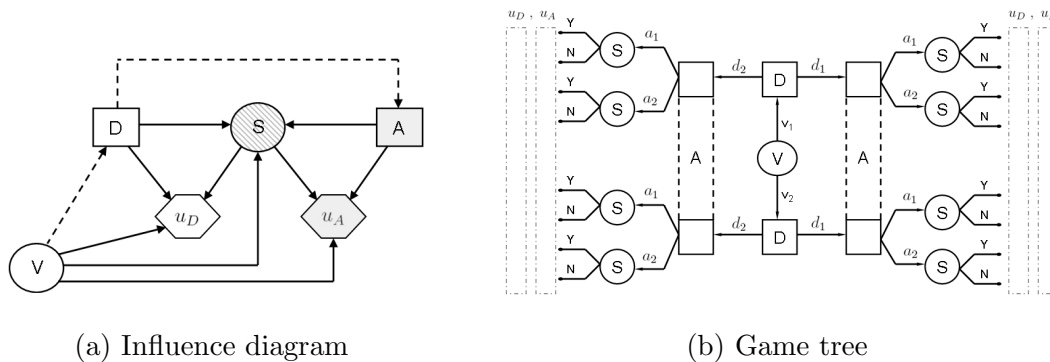 u_D , u_A
u_D , u_
D
S
A
u_D
u_A
V
(a) Influence diagram
Y
a_1
S
N
Y
a_2
S
N
d_2
D
d_1
a_1
S
Y
N
a_2
S
Y
N
v_1
A
V
A
v_2
Y
a_1
S
N
Y
a_2
S
N
d_2
D
d_1
a_1
S
Y
N
a_2
S
Y
N
(b) Game tree